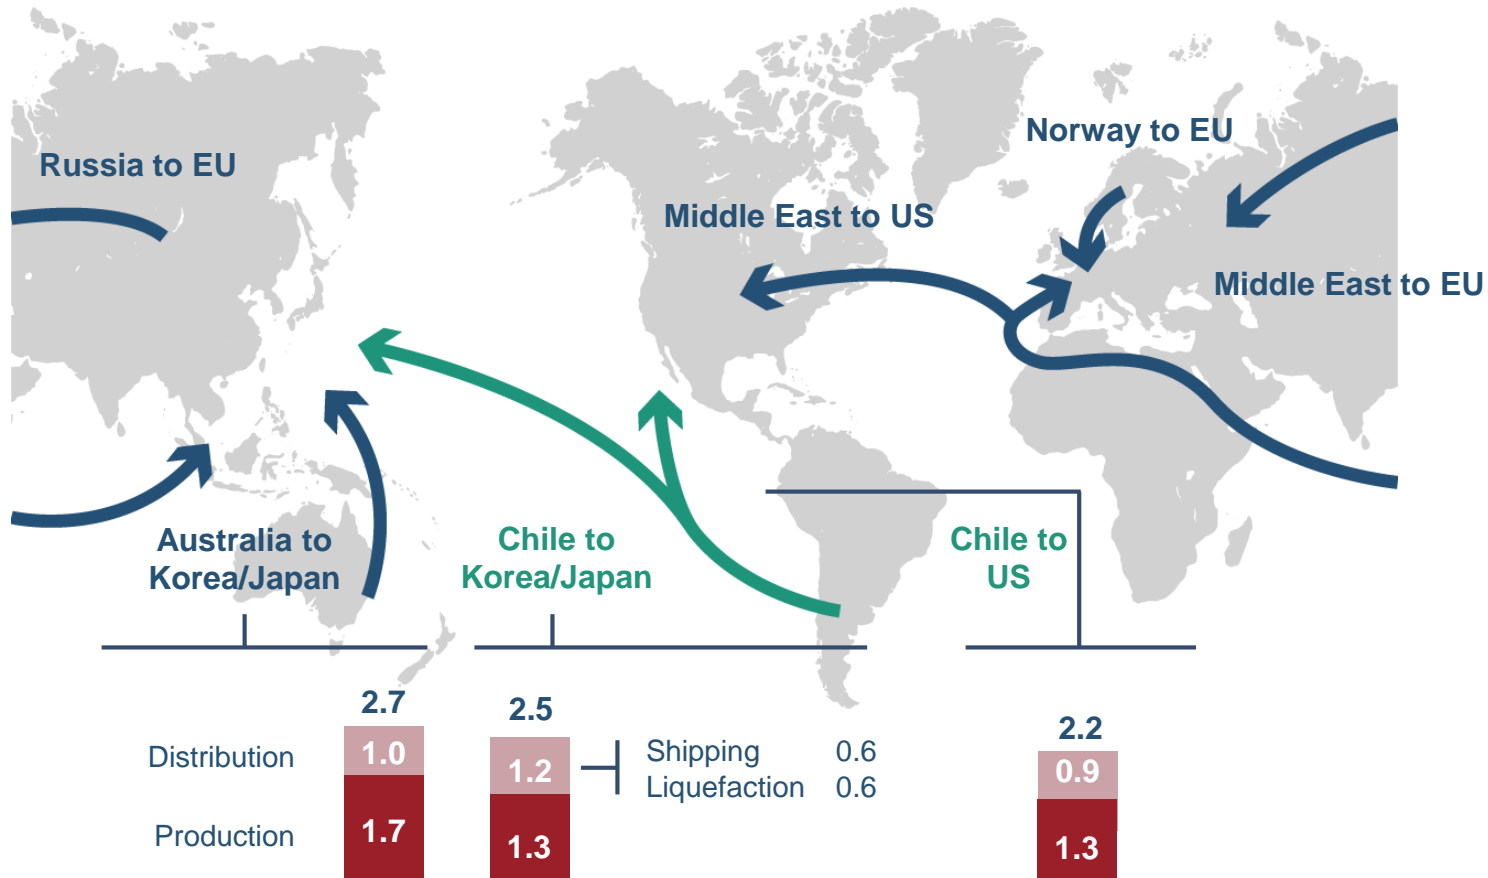 Norway to EU
Russia to EU
Middle East to US
Middle East to EU
Australia to
Korea/Japan
Chile to
Korea/Japan
Chile to
US
2.7
2.5
2.2
Distribution
1.0
1.2
Shipping 0.6
Liquefaction 0.6
0.9
Production
1.7
1.3
1.3